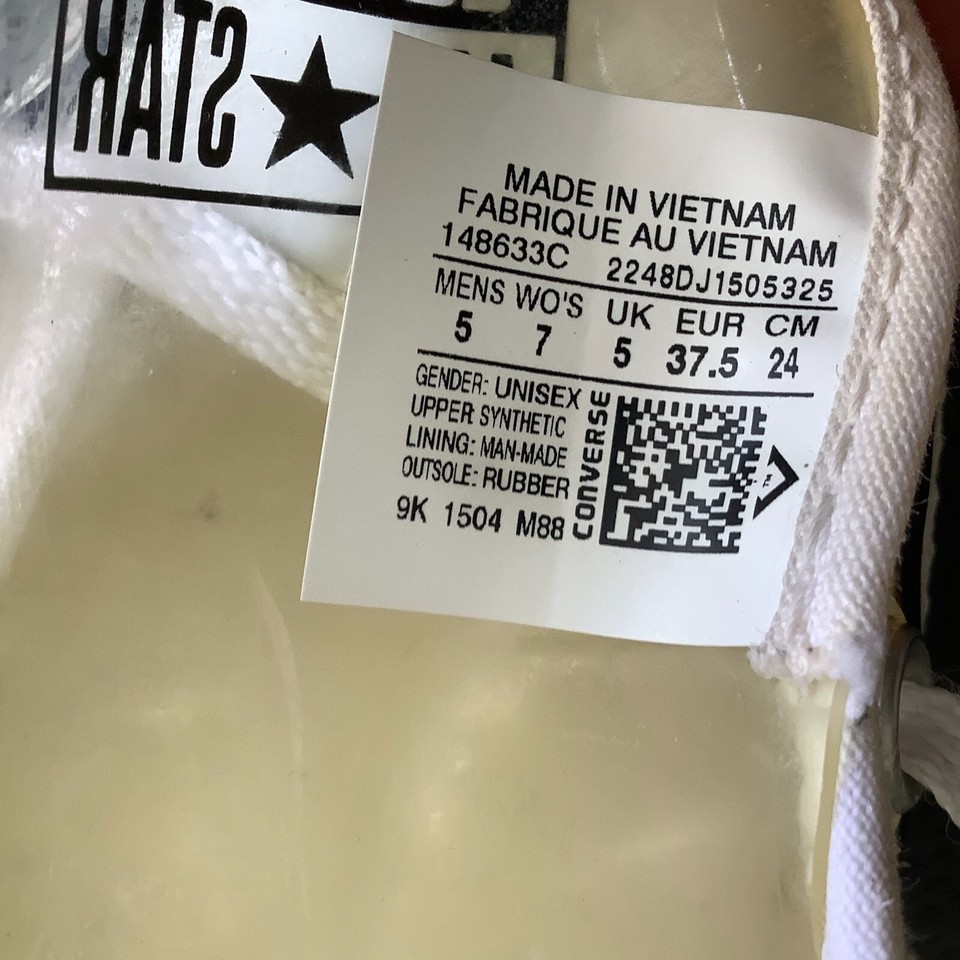 STAR
MADE IN VIETNAM
FABRIQUE AU VIETNAM
148633C 2248DJ1505325
MENS WO'S UK EUR CM
5 7 5 37.5 24
GENDER: UNISEX
UPPER: SYNTHETIC
LINING: MAN-MADE
OUTSOLE: RUBBER
9K 1504 M88
CONVERSE
TM